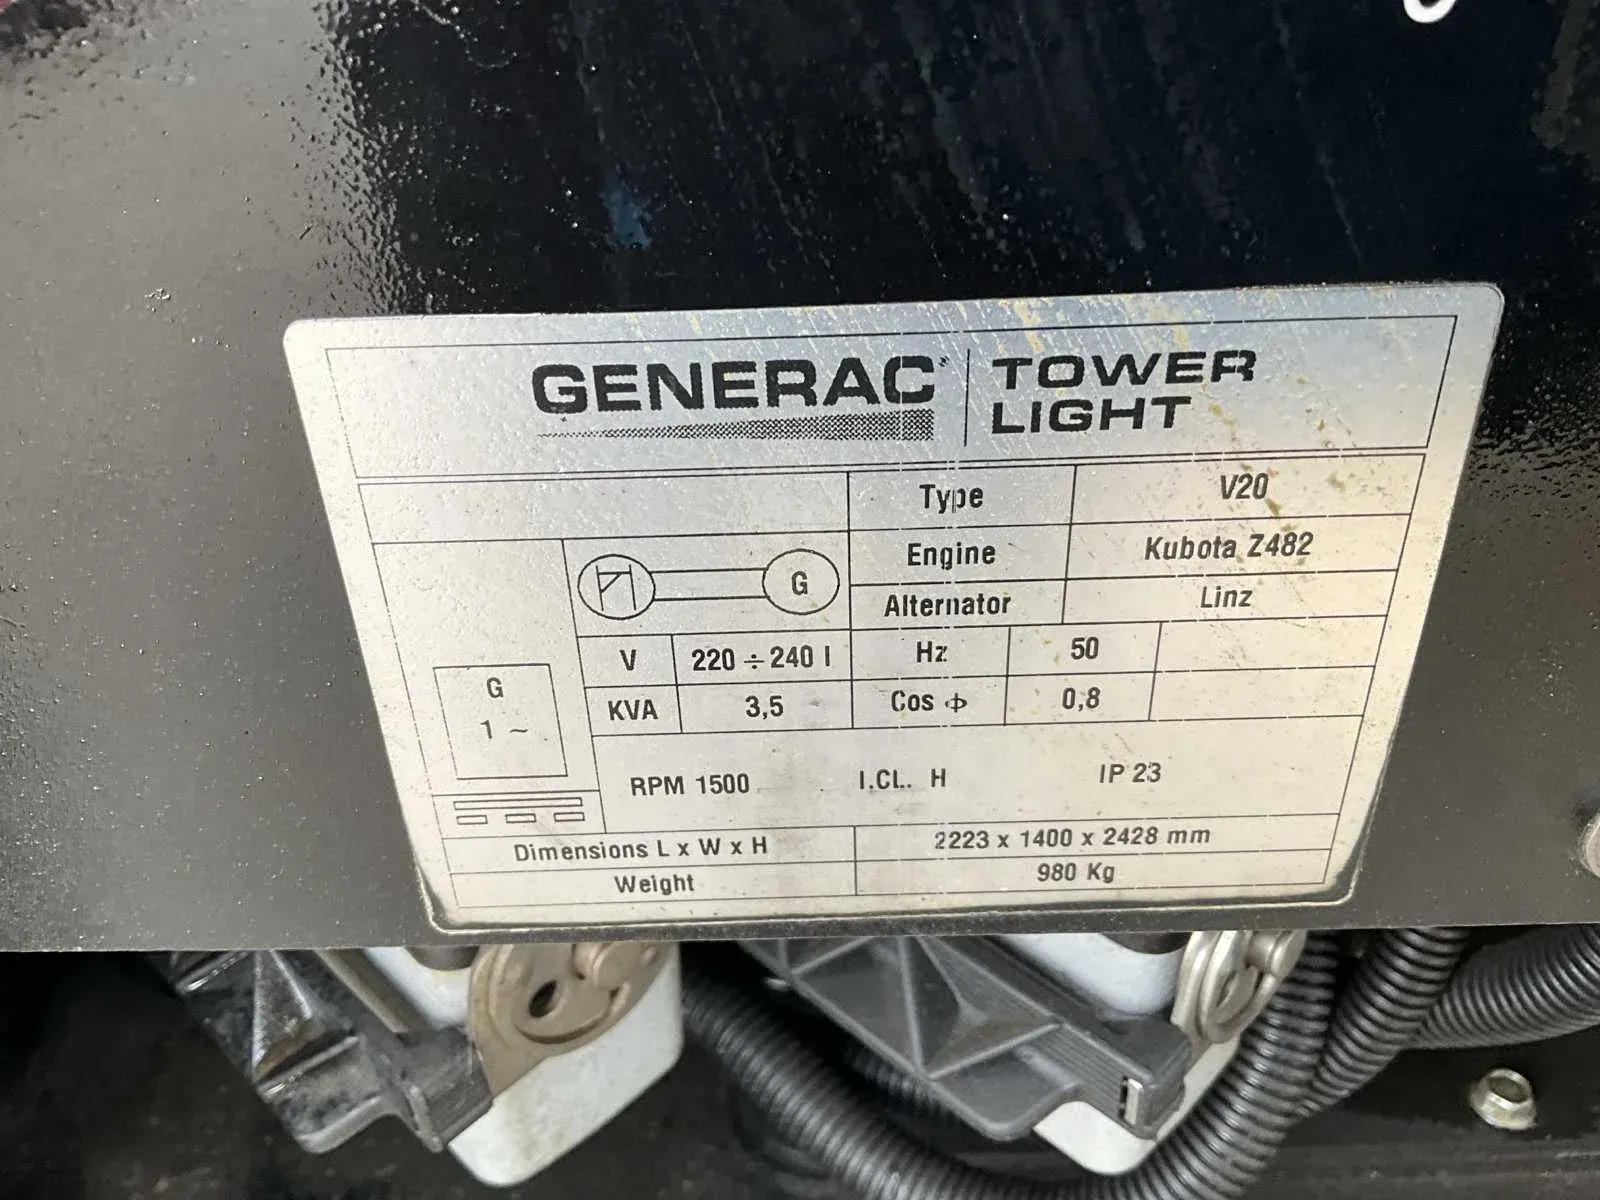 GENERAC TOWER
LIGHT
Type V20
Engine Kubota Z482
G
Alternator Linz
V 220 ÷ 240 I Hz 50
G
1 ~
KVA 3,5 Cos ф 0,8
RPM 1500 I.CL. H IP 23
Dimensions L x W x H 2223 x 1400 x 2428 mm
Weight 980 Kg